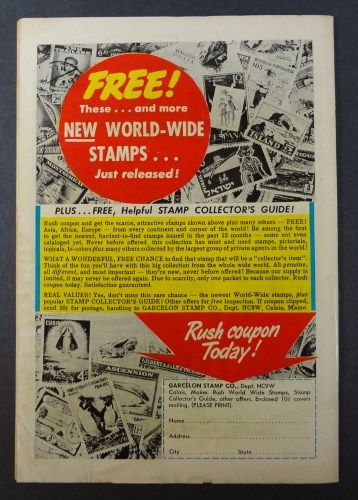 FREE!
These...and more
NEW WORLD-WIDE
STAMPS...
Just released!
PLUS...FREE, Helpful STAMP COLLECTOR'S GUIDE!
Rush coupon and get the scarce, attractive stamps shown above plus many others — FREE!
Asia, Africa, Europe — from every continent and corner of the world! Be among the first
to get the newest, hardest-to-find stamps issued in the past 12 months — some not even
cataloged yet. Never before offered, this collection has mint and used stamps, pictorials,
topicals, bi-colors plus many others collected by the largest group of private agents in the world!
WHAT A WONDERFUL, FREE CHANCE to find that stamp that will be a "collector's item".
Think of the fun you'll have with this big collection from the whole wide world. All genuine,
all different, and most important — they're new, never before offered! Because our supply is
limited, it may never be offered again. Due to scarcity, only one packet to each collector. Rush
coupon today. Satisfaction guaranteed.
REAL VALUES! Yes, don't miss this rare chance — the newest World-Wide stamps, plus
popular STAMP COLLECTOR'S GUIDE! Other offers for free inspection. If coupon clipped,
send 10c for postage, handling to GARCELON STAMP CO., Dept. NC9W, Calais, Maine.
Rush coupon
Today!
GARCELON STAMP CO., Dept. NC9W
Calais, Maine. Rush World Wide Stamps, Stamp
Collector's Guide, other offers. Enclosed 10c covers
mailing. (PLEASE PRINT).
Name
Address
City State
CUBA
ASCENSION
ISLAND